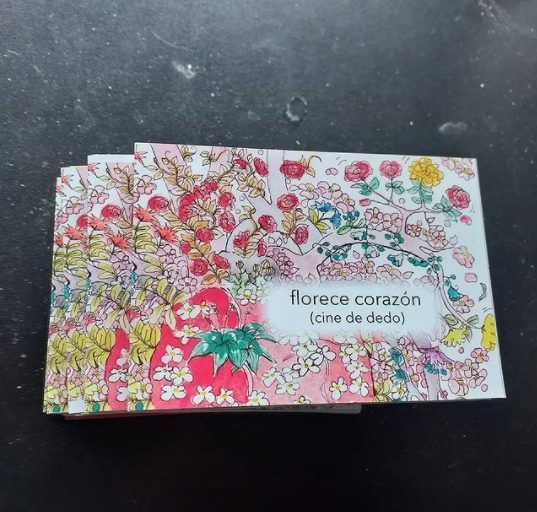 florece corazón
(cine de dedo)